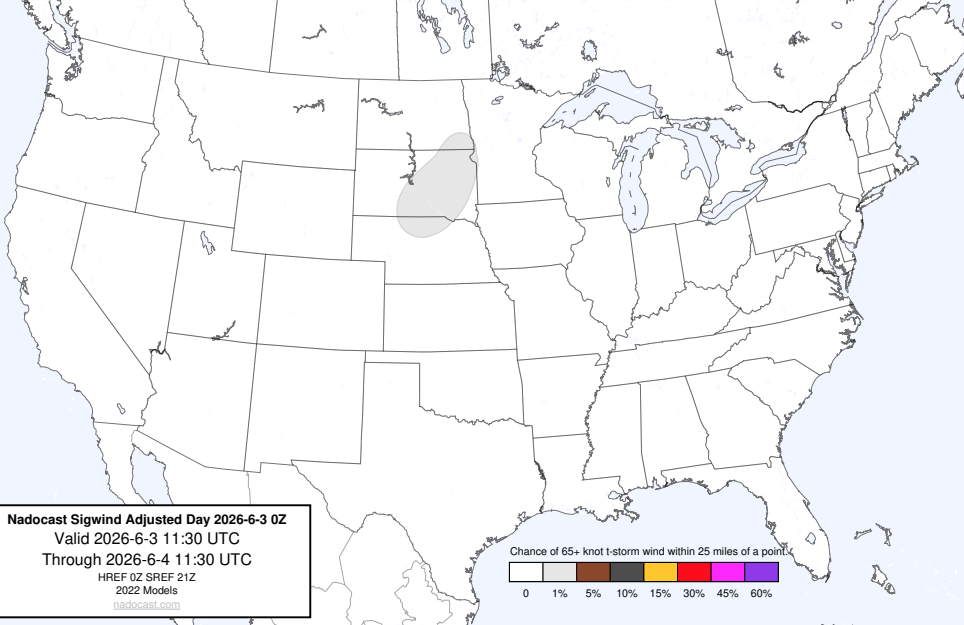 Nadocast Sigwind Adjusted Day 2026-6-3 0Z
Valid 2026-6-3 11:30 UTC
Through 2026-6-4 11:30 UTC
HREF 0Z SREF 21Z
2022 Models
nadocast.com
Chance of 65+ knot t-storm wind within 25 miles of a point.
0 1% 5% 10% 15% 30% 45% 60%